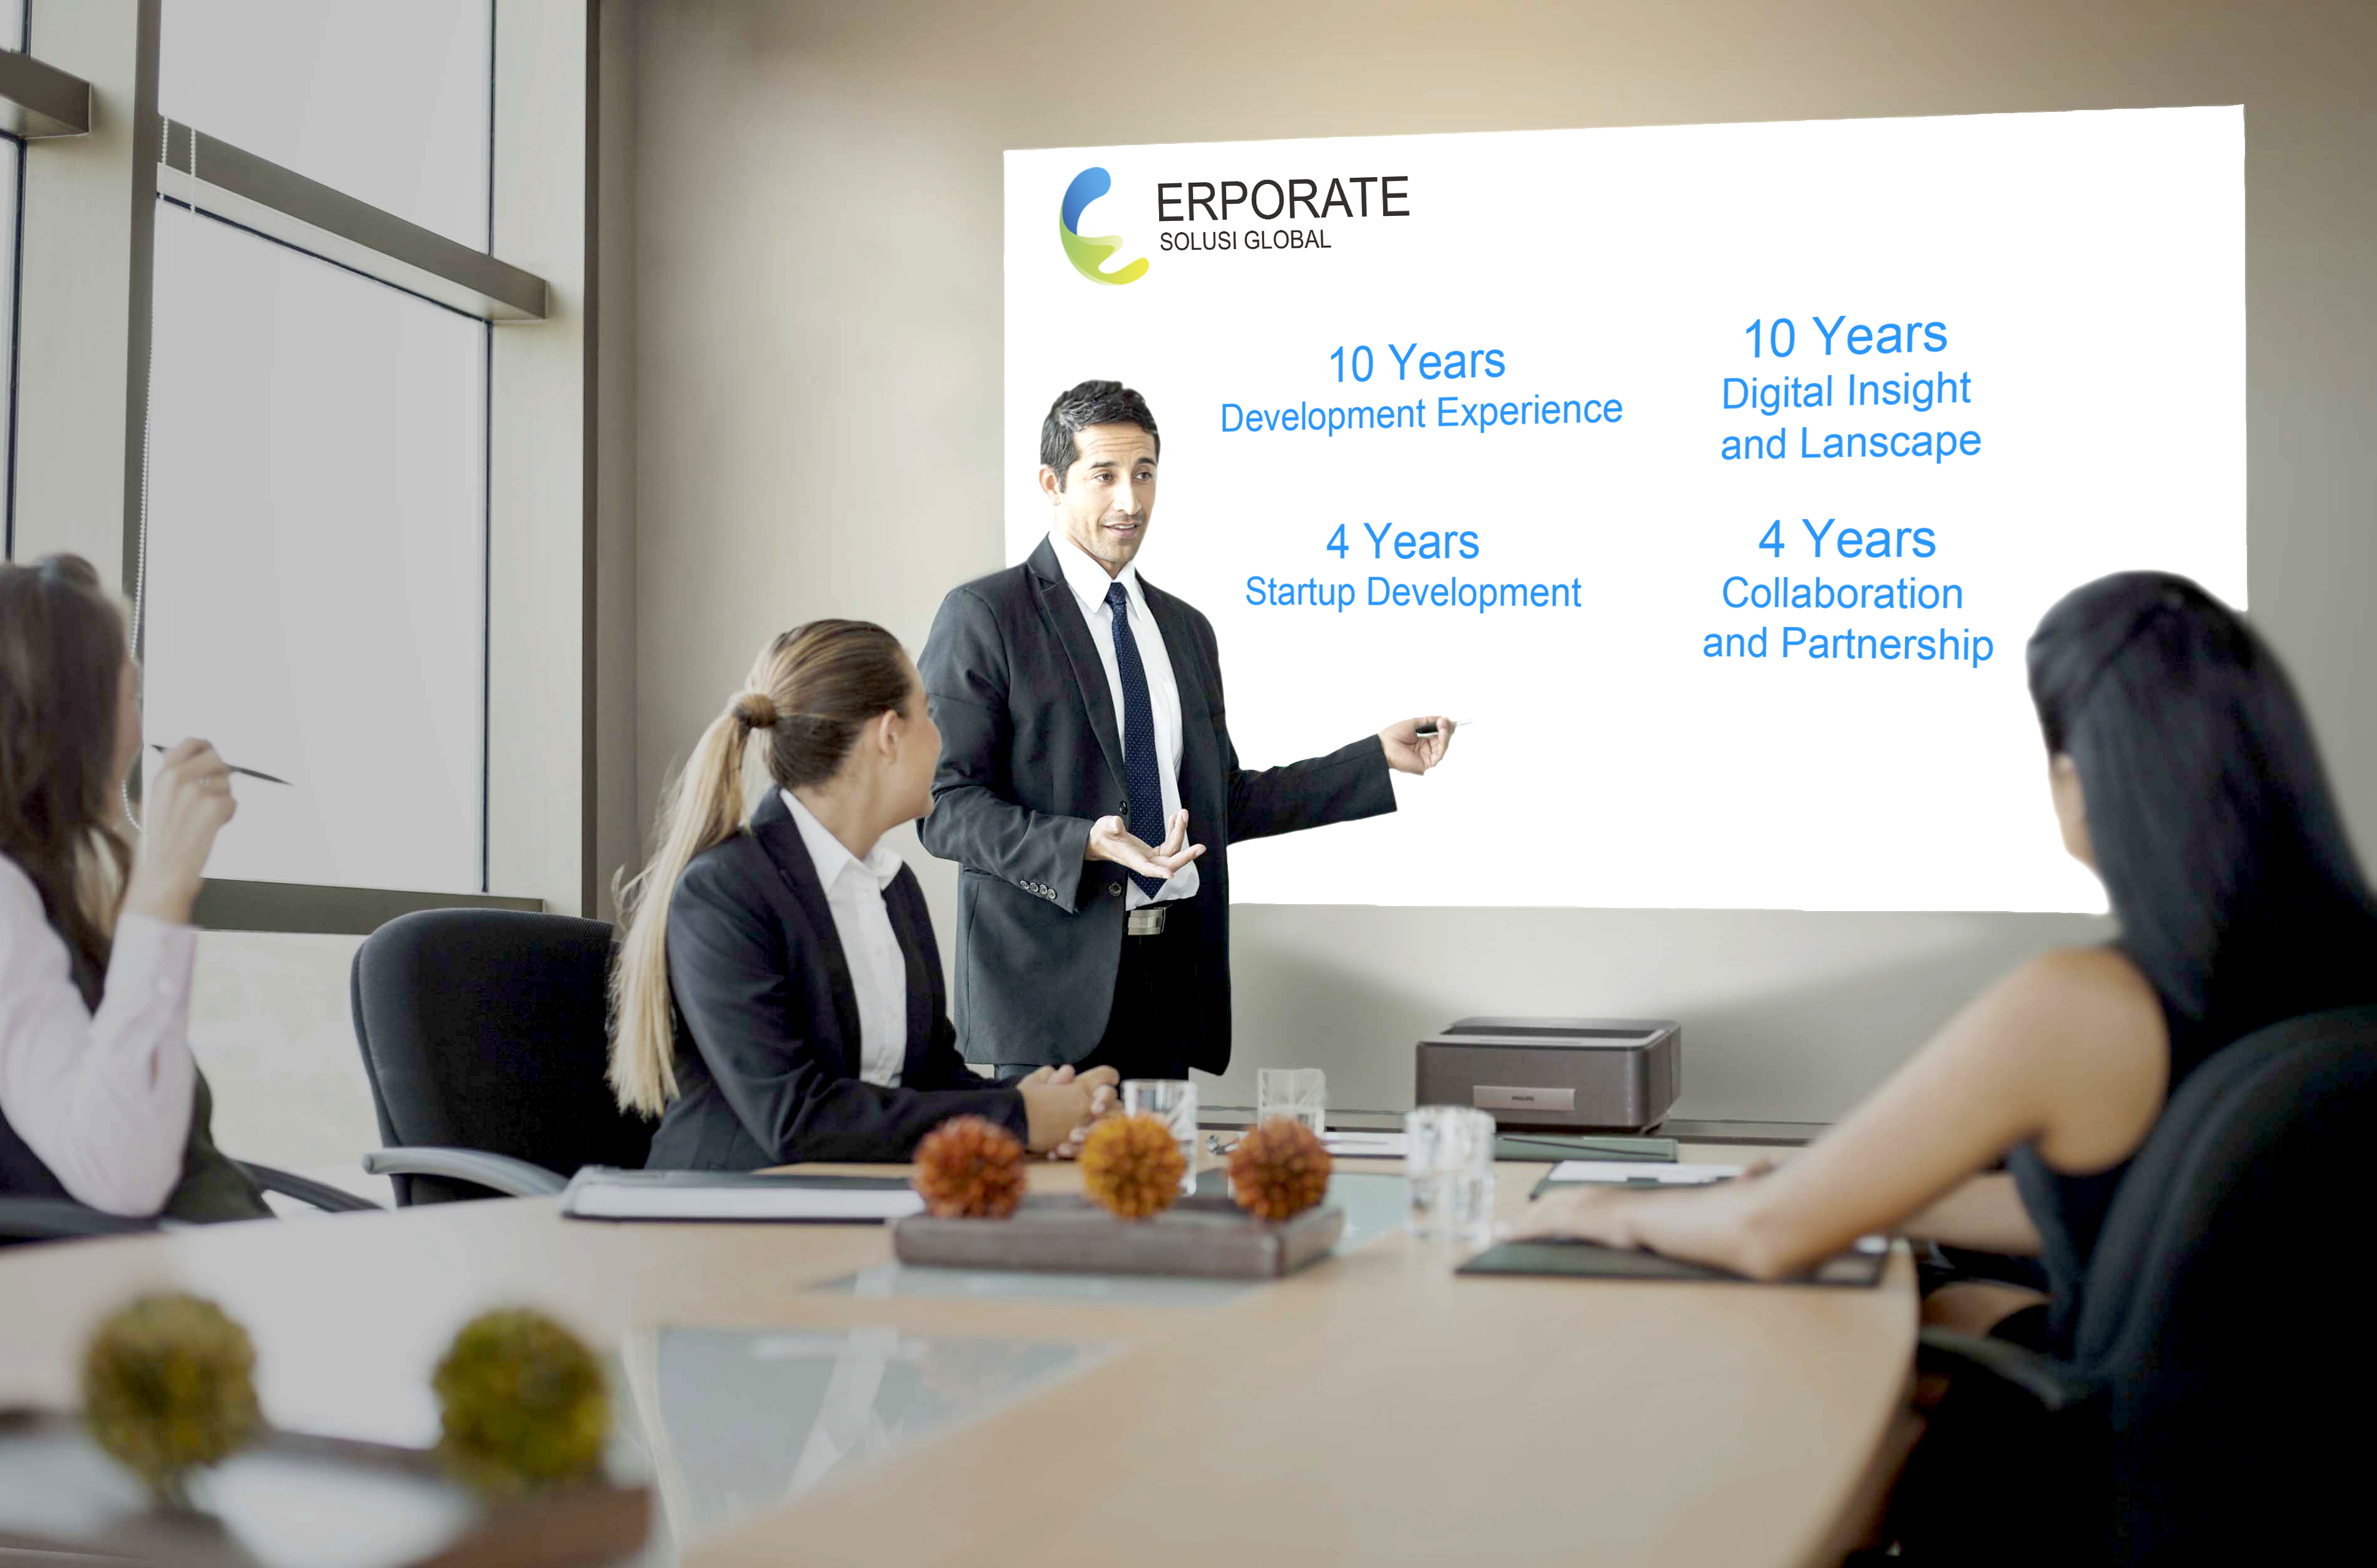 ERPORATE
SOLUSI GLOBAL
10 Years
Development Experience
10 Years
Digital Insight
and Lanscape
4 Years
Startup Development
4 Years
Collaboration
and Partnership